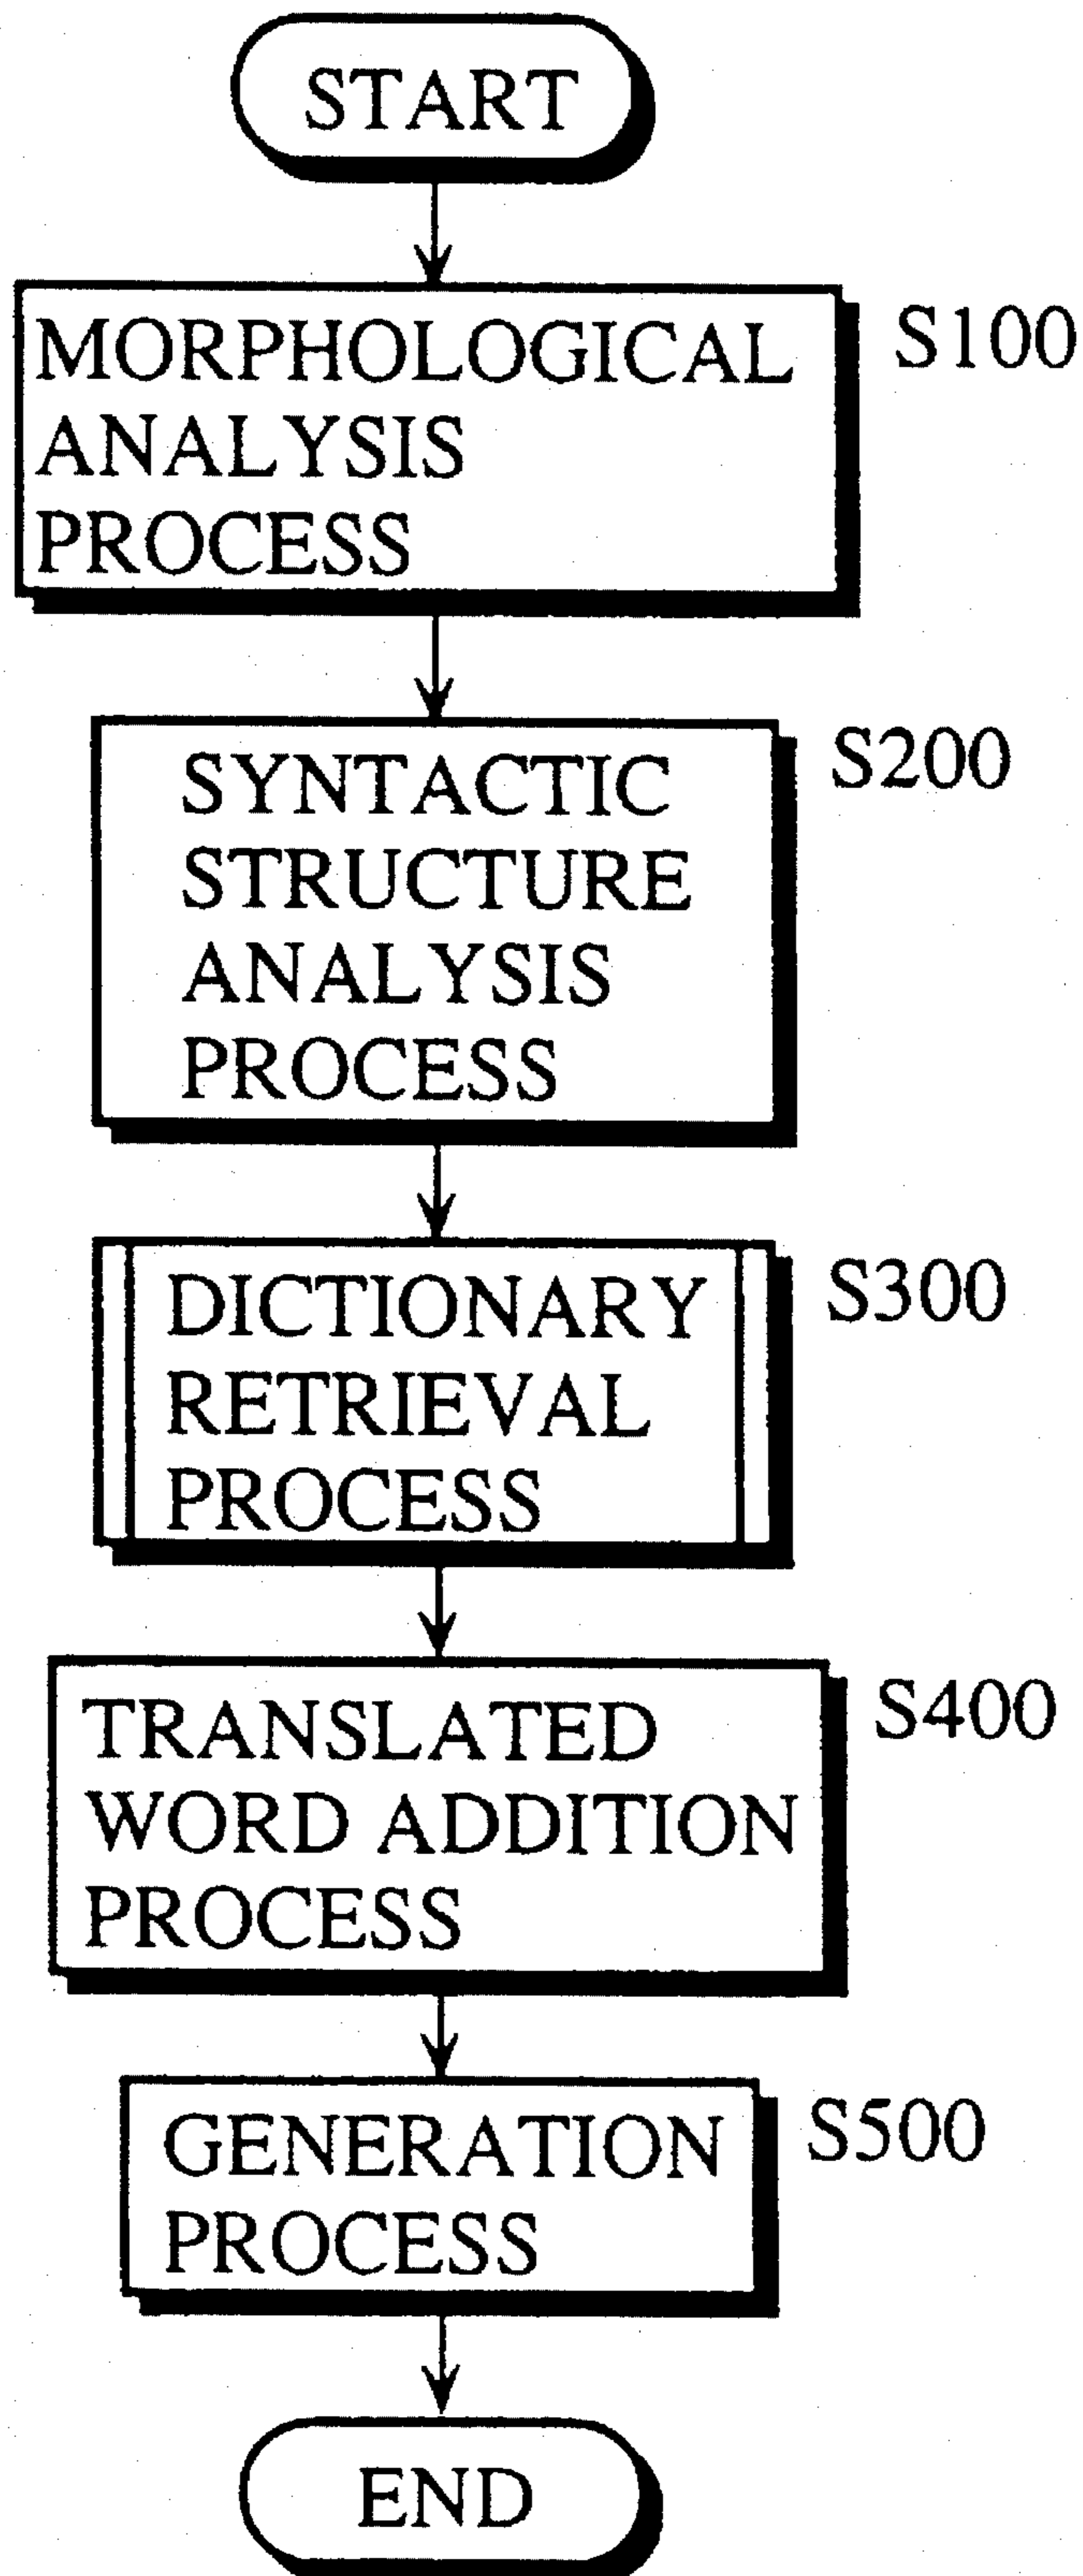 START
MORPHOLOGICAL
ANALYSIS
PROCESS
S100
SYNTACTIC
STRUCTURE
ANALYSIS
PROCESS
S200
DICTIONARY
RETRIEVAL
PROCESS
S300
TRANSLATED
WORD ADDITION
PROCESS
S400
GENERATION
PROCESS
S500
END